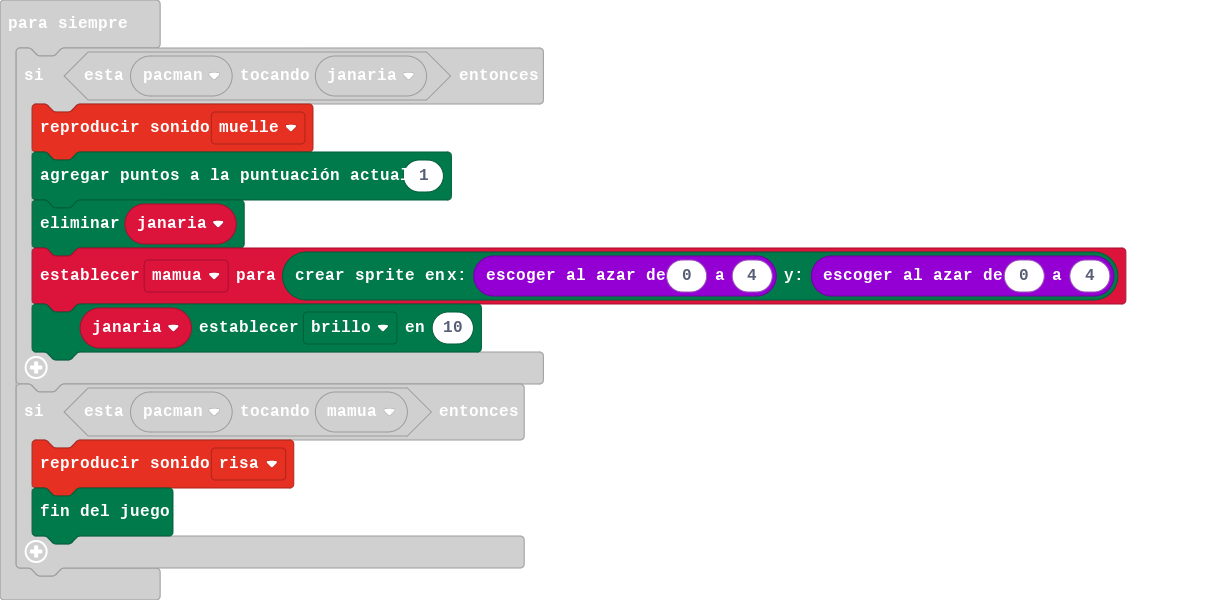 para siempre
si esta pacman tocando janaria entonces
reproducir sonido muelle
agregar puntos a la puntuación actual 1
eliminar janaria
establecer mamua para crear sprite en x: escoger al azar de 0 a 4 y: escoger al azar de 0 a 4
janaria establecer brillo en 10
si esta pacman tocando mamua entonces
reproducir sonido risa
fin del juego